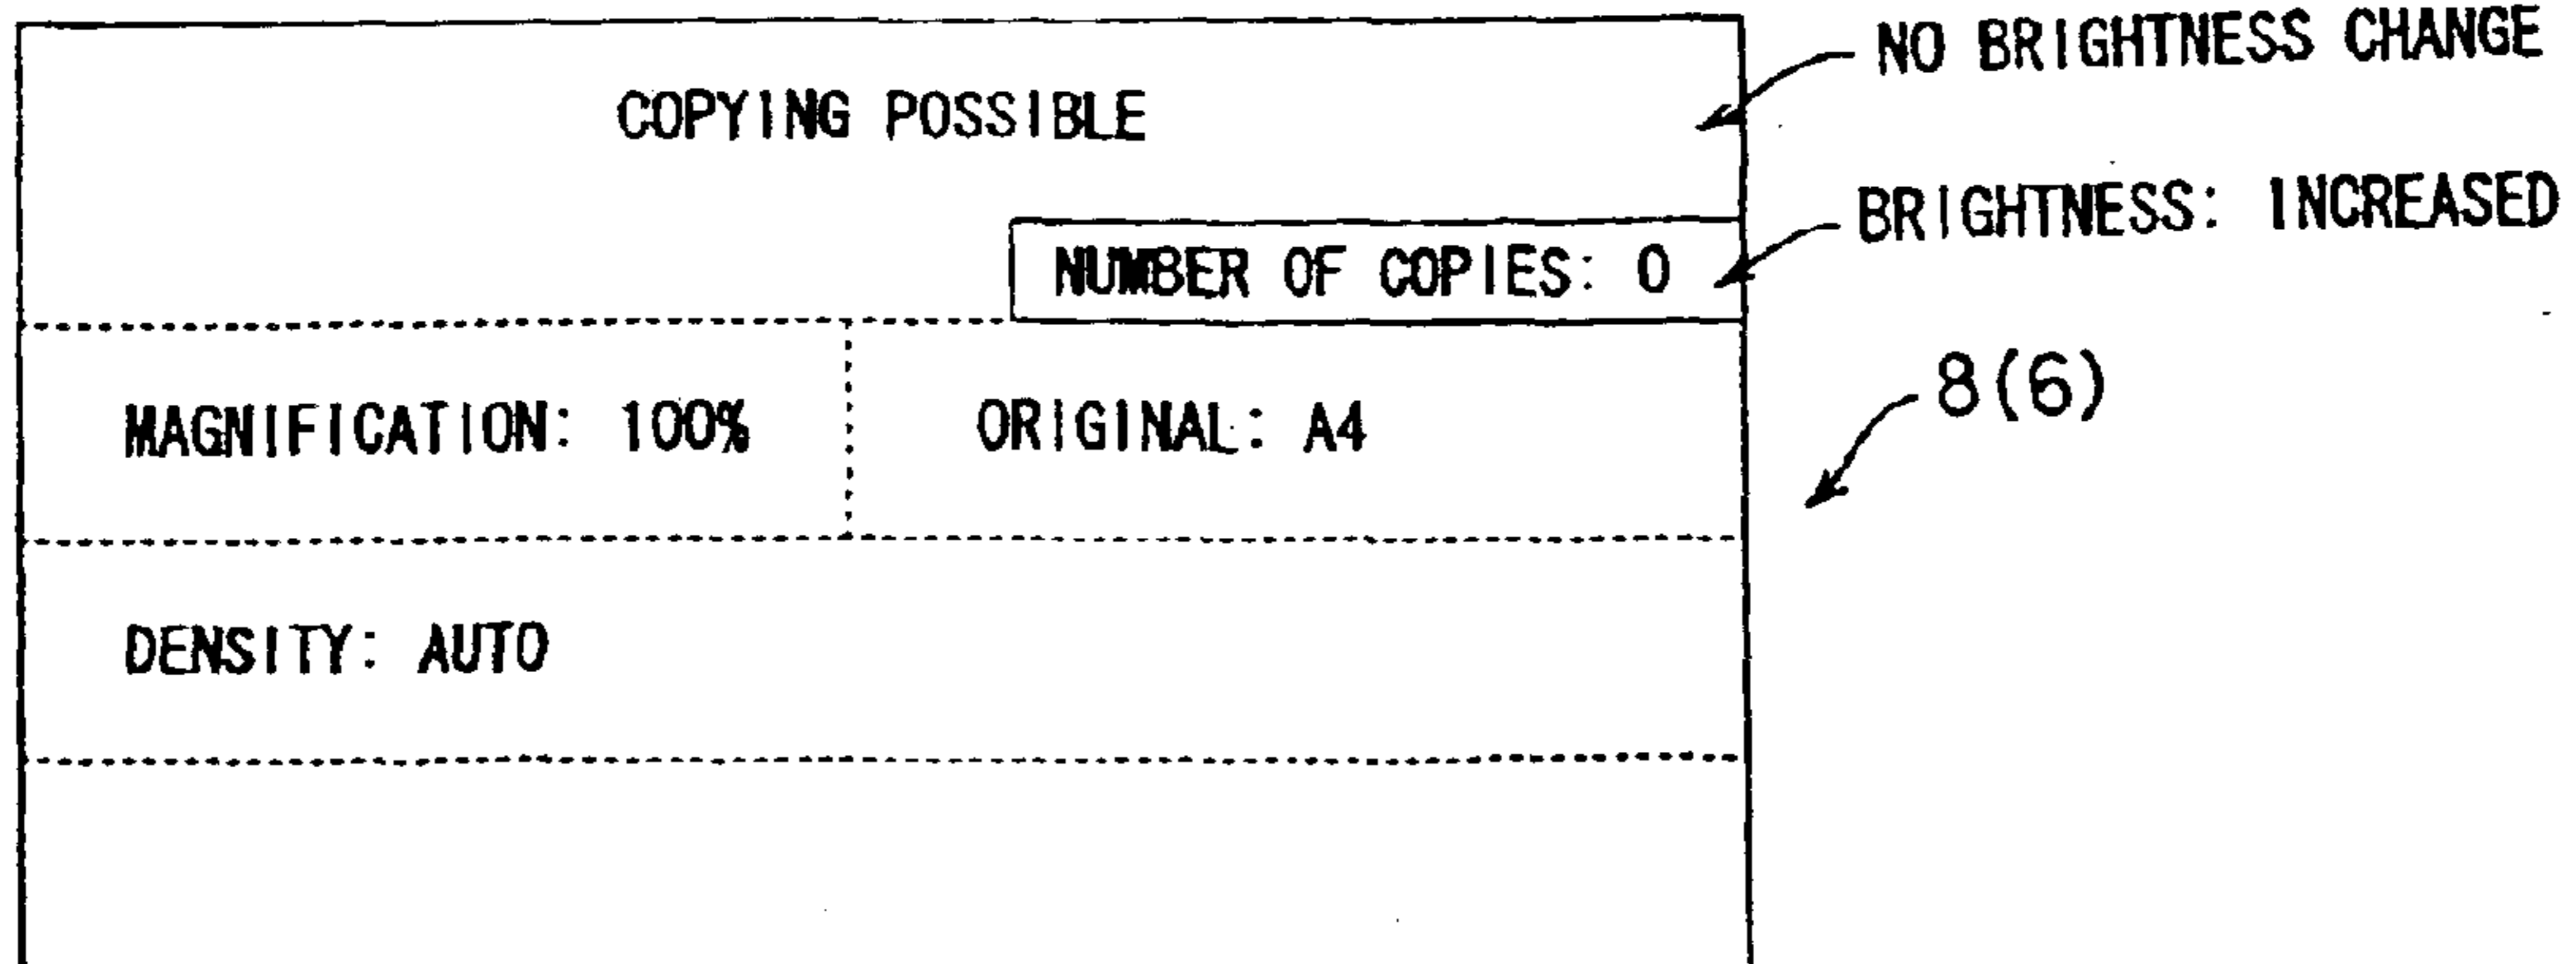 NO BRIGHTNESS CHANGE
COPYING POSSIBLE
BRIGHTNESS: INCREASED
NUMBER OF COPIES: 0
8(6)
MAGNIFICATION: 100% ORIGINAL: A4
DENSITY: AUTO